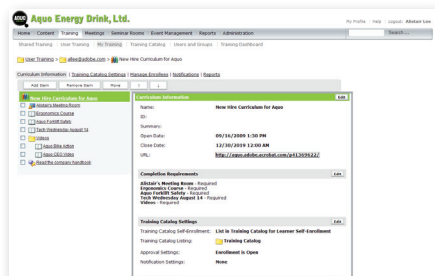 Aquo Energy Drink, Ltd.
My Profile Help Logout: Alistair Lee
Home Content Training Meetings Seminar Rooms Event Management Reports Administration Search...
Shared Training User Training My Training Training Catalog Users and Groups Training Dashboard
User Training > allee@adobe.com > New Hire Curriculum for Aquo
Curriculum Information | Training Catalog Settings | Manage Enrollees | Notifications | Reports
Add Item Remove Item Move ↑ ↓
New Hire Curriculum for Aquo
Alistair's Meeting Room
Ergonomics Course
Aquo Forklift Safety
Tech Wednesday August 14
Videos
Aquo Bike Action
Aquo CEO Video
Read the company handbook
Curriculum Information Edit
Name: New Hire Curriculum for Aquo
ID:
Summary:
Open Date: 09/16/2009 1:30 PM
Close Date: 12/30/2019 12:00 AM
URL: http://aquo.adobe.acrobat.com/p41369622/
Completion Requirements Edit
Alistair's Meeting Room - Required
Ergonomics Course - Required
Aquo Forklift Safety - Required
Tech Wednesday August 14 - Required
Videos - Required
Training Catalog Settings Edit
Training Catalog Self-Enrollment: List in Training Catalog for Learner Self-Enrollment
Training Catalog Listing: Training Catalog
Approval Settings: Enrollment is Open
Notification Settings: None